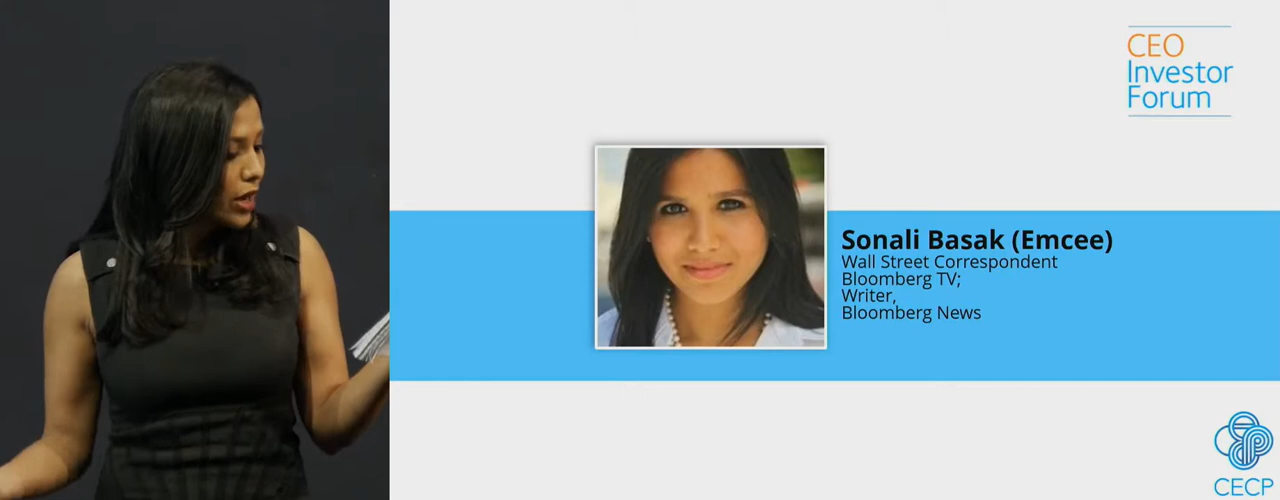 CEO
Investor
Forum
Sonali Basak (Emcee)
Wall Street Correspondent
Bloomberg TV;
Writer,
Bloomberg News
CECP